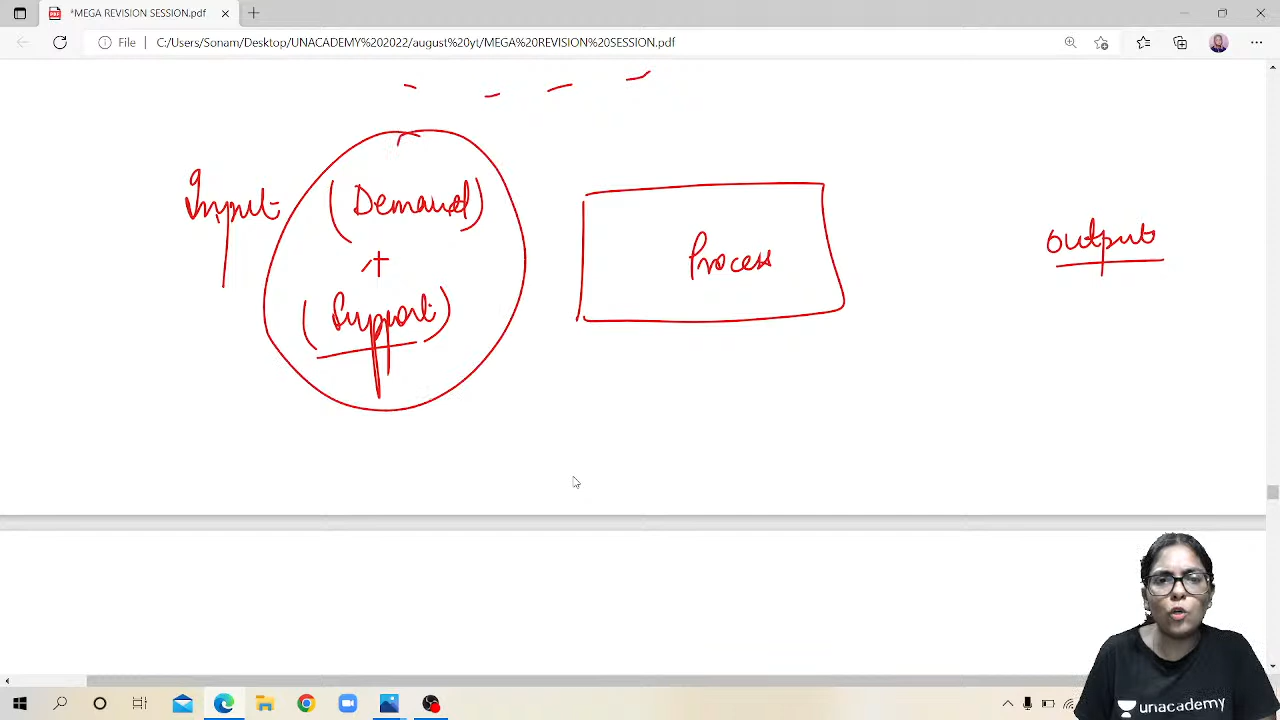 *MEGA REVISION SESSION.pdf
File C:/Users/Sonam/Desktop/UNACADEMY%202022/august%20yt/MEGA%20REVISION%20SESSION.pdf
Input
(Demand)
+
(Support)
Process
output
unacademy